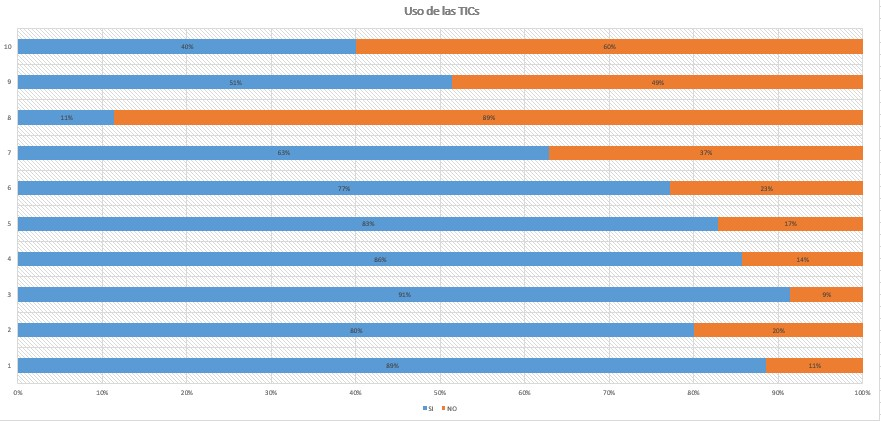 Uso de las TICs
10 40% 60%
9 51% 49%
8 11% 89%
7 63% 37%
6 77% 23%
5 83% 17%
4 86% 14%
3 91% 9%
2 80% 20%
1 89% 11%
0% 10% 20% 30% 40% 50% 60% 70% 80% 90% 100%
SI NO